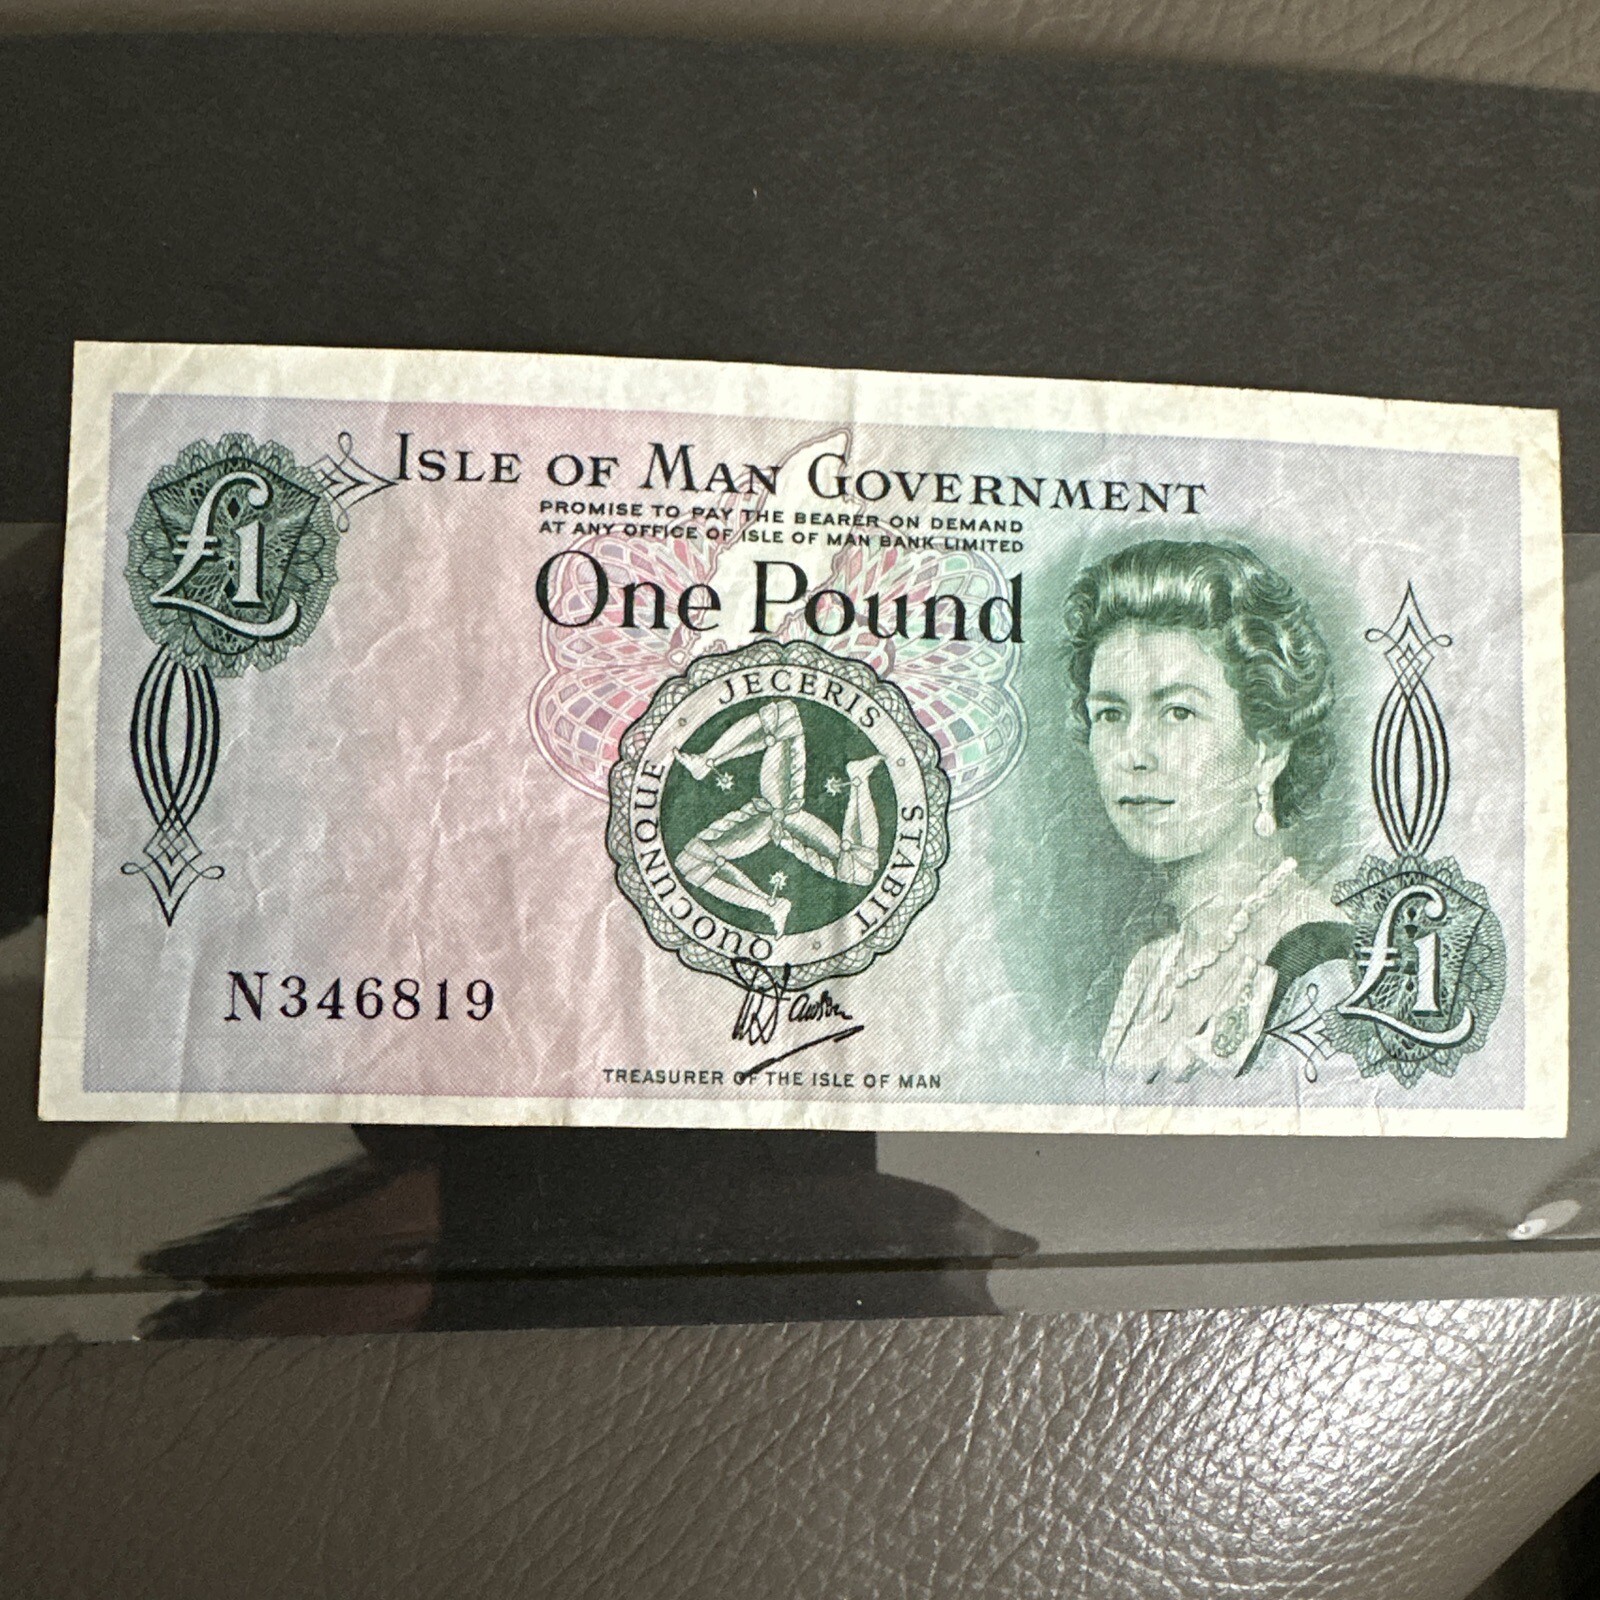 £1
ISLE OF MAN GOVERNMENT
PROMISE TO PAY THE BEARER ON DEMAND
AT ANY OFFICE OF ISLE OF MAN BANK LIMITED
One Pound
QUOCUNQUE · JECERIS · STABIT
£1
N346819
TREASURER OF THE ISLE OF MAN